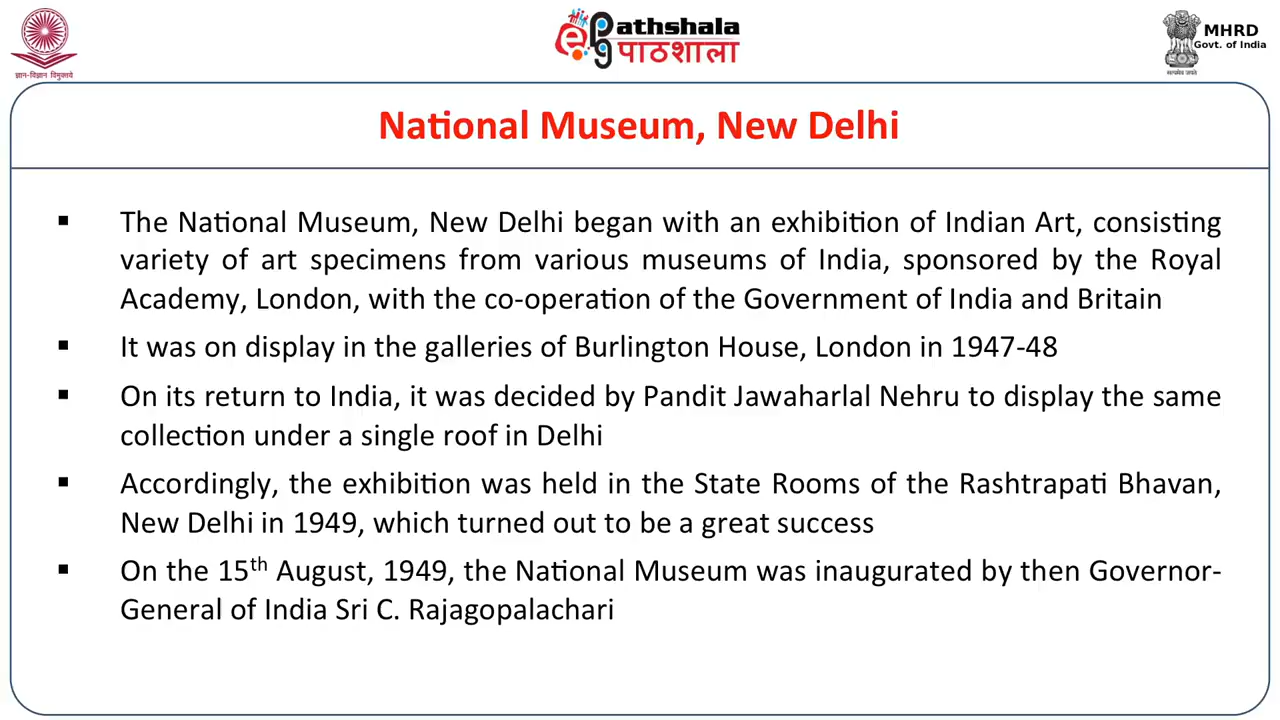 ज्ञान-विज्ञान विमुक्तये
ePG Pathshala
पाठशाला
MHRD
Govt. of India
सत्यमेव जयते
National Museum, New Delhi
▪ The National Museum, New Delhi began with an exhibition of Indian Art, consisting
variety of art specimens from various museums of India, sponsored by the Royal
Academy, London, with the co-operation of the Government of India and Britain
▪ It was on display in the galleries of Burlington House, London in 1947-48
▪ On its return to India, it was decided by Pandit Jawaharlal Nehru to display the same
collection under a single roof in Delhi
▪ Accordingly, the exhibition was held in the State Rooms of the Rashtrapati Bhavan,
New Delhi in 1949, which turned out to be a great success
▪ On the 15th August, 1949, the National Museum was inaugurated by then Governor-
General of India Sri C. Rajagopalachari